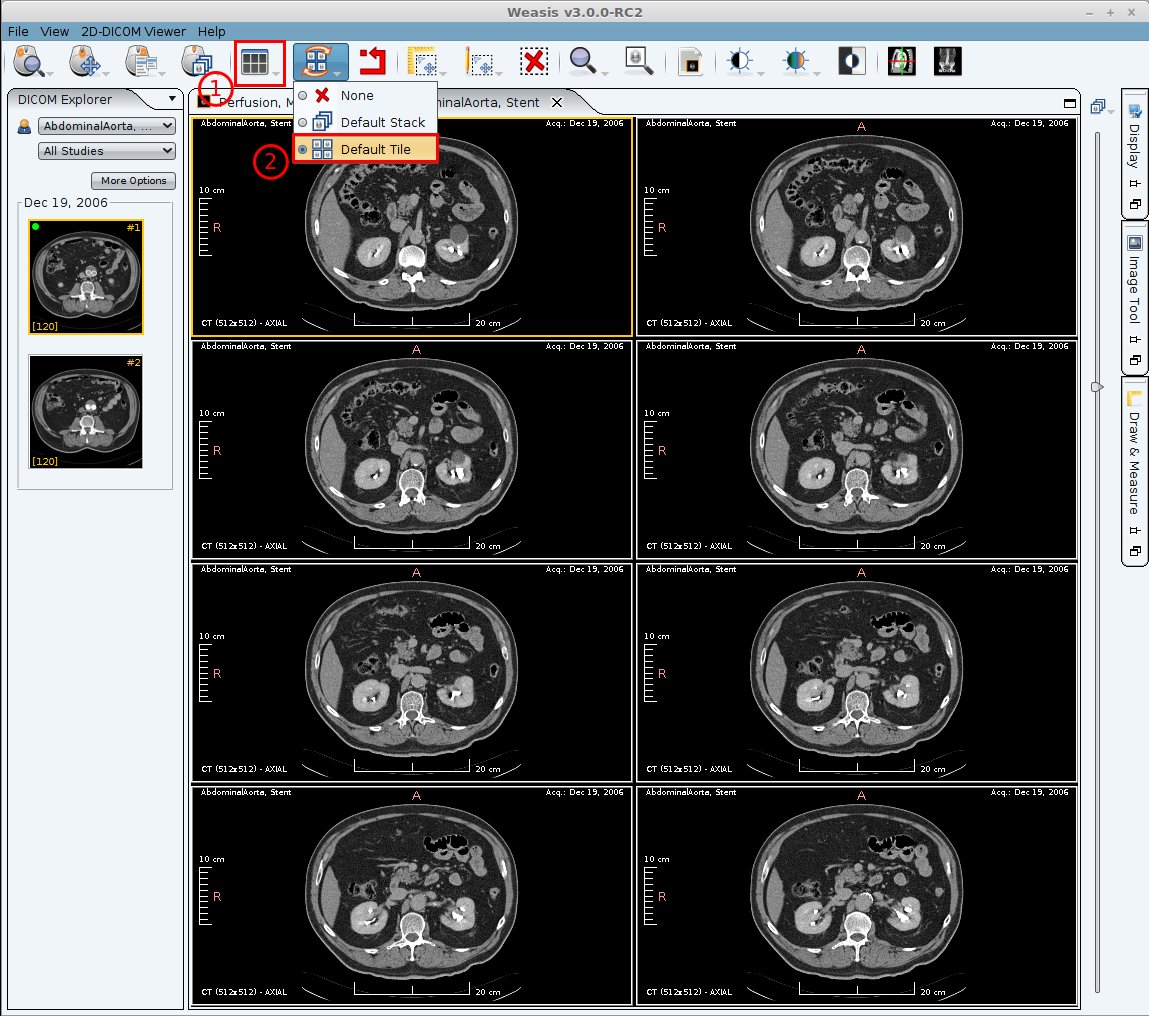 Weasis v3.0.0-RC2
File View 2D-DICOM Viewer Help
1
DICOM Explorer
Perfusion, M
minalAorta, Stent
None
Default Stack
Default Tile
2
AbdominalAorta, ...
All Studies
More Options
Dec 19, 2006
#1
[120]
#2
[120]
AbdominalAorta, Stent
Acq.: Dec 19, 2006
10 cm
R
CT (512x512) - AXIAL
20 cm
AbdominalAorta, Stent
A
Acq.: Dec 19, 2006
10 cm
R
CT (512x512) - AXIAL
20 cm
AbdominalAorta, Stent
A
Acq.: Dec 19, 2006
10 cm
R
CT (512x512) - AXIAL
20 cm
AbdominalAorta, Stent
A
Acq.: Dec 19, 2006
10 cm
R
CT (512x512) - AXIAL
20 cm
AbdominalAorta, Stent
A
Acq.: Dec 19, 2006
10 cm
R
CT (512x512) - AXIAL
20 cm
AbdominalAorta, Stent
A
Acq.: Dec 19, 2006
10 cm
R
CT (512x512) - AXIAL
20 cm
AbdominalAorta, Stent
A
Acq.: Dec 19, 2006
10 cm
R
CT (512x512) - AXIAL
20 cm
AbdominalAorta, Stent
A
Acq.: Dec 19, 2006
10 cm
R
CT (512x512) - AXIAL
20 cm
Display
Image Tool
Draw & Measure